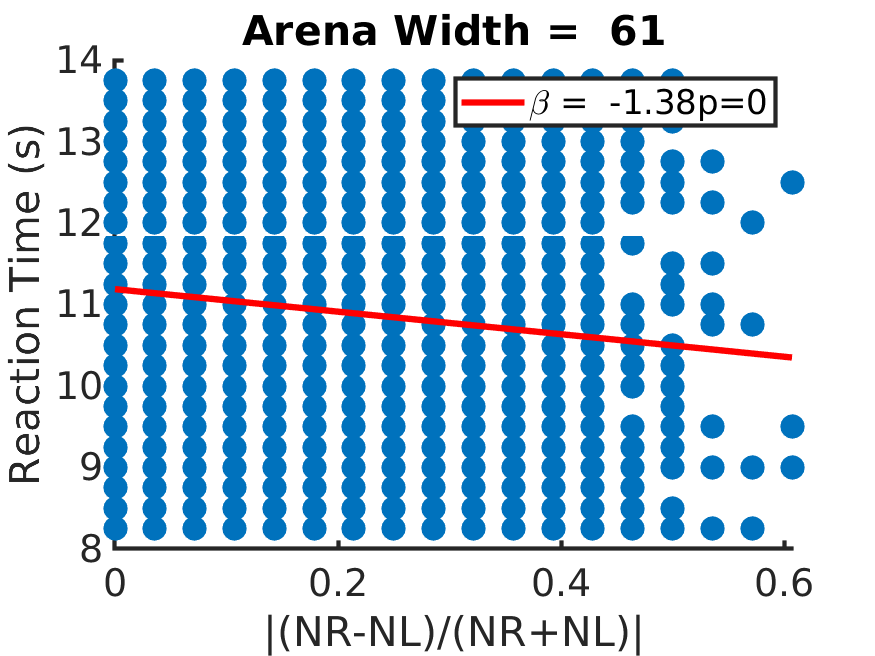 Arena Width =  61
β =  -1.38p=0
Reaction Time (s)
14
13
12
11
10
9
8
0
0.2
0.4
0.6
|(NR-NL)/(NR+NL)|